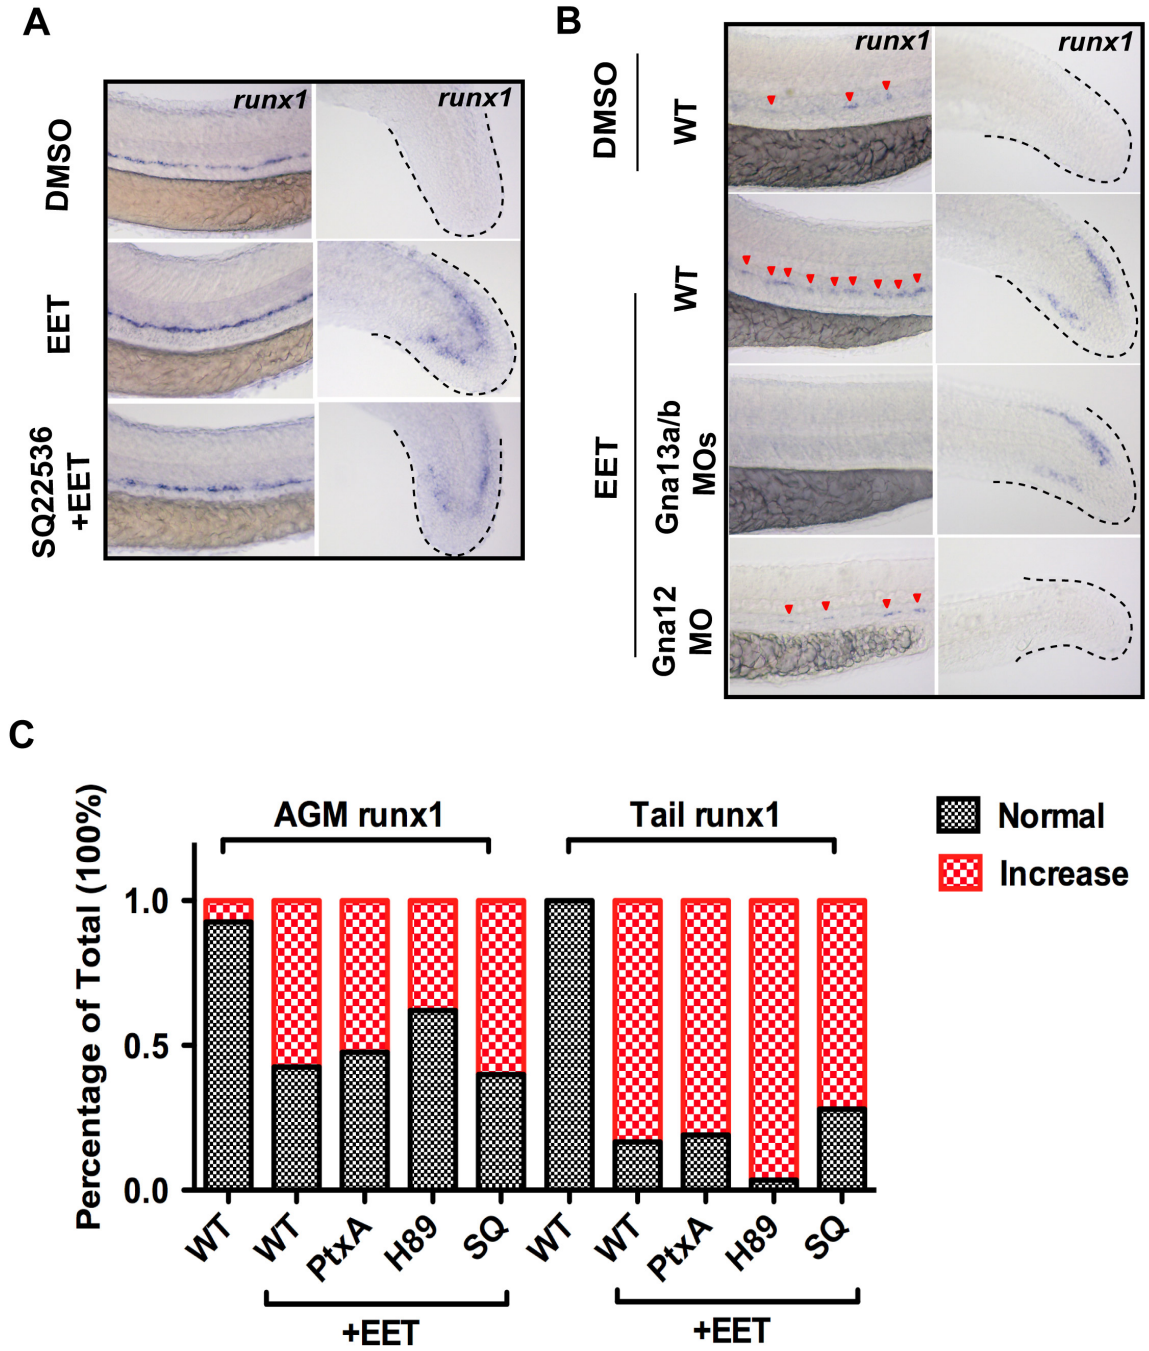 A
runx1
runx1
DMSO
EET
SQ22536
+EET
B
runx1
runx1
DMSO
WT
EET
WT
Gna13a/b
MOs
Gna12
MO
C
AGM runx1
Tail runx1
Normal
Increase
Percentage of Total (100%)
1.0
0.5
0.0
WT
WT
PtxA
H89
SQ
WT
WT
PtxA
H89
SQ
+EET
+EET